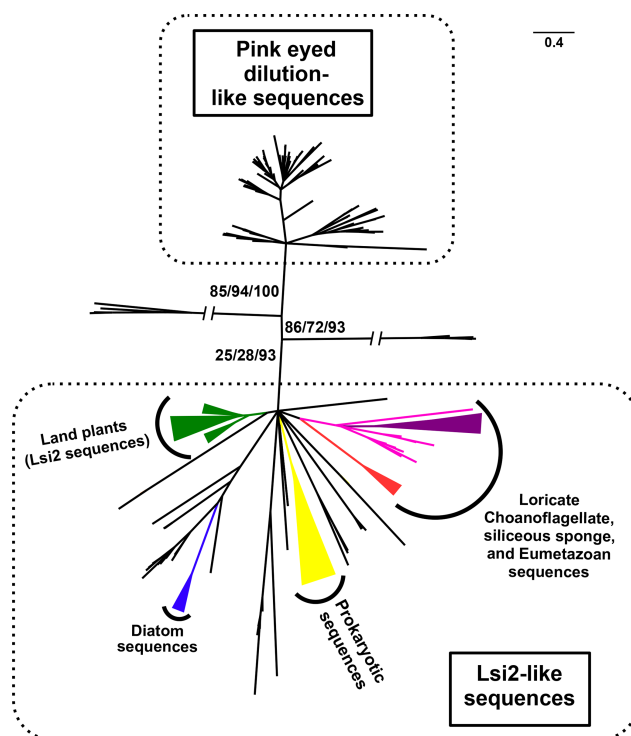 Pink eyed
dilution-
like sequences
0.4
85/94/100
86/72/93
25/28/93
Land plants
(Lsi2 sequences)
Loricate
Choanoflagellate,
siliceous sponge,
and Eumetazoan
sequences
Diatom
sequences
Prokaryotic
sequences
Lsi2-like
sequences